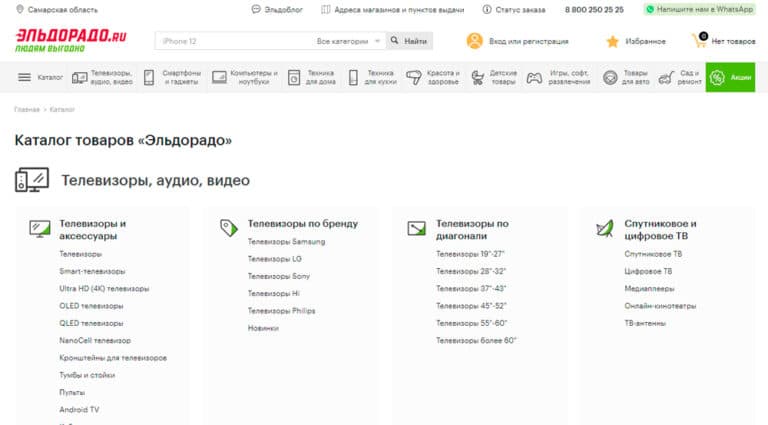 Самарская область
Эльдоблог
Адреса магазинов и пунктов выдачи
Статус заказа
8 800 250 25 25
Напишите нам в WhatsApp
ЭЛЬДОРАДО.RU
ЛЮДЯМ ВЫГОДНО
iPhone 12
Все категории
Найти
Вход или регистрация
Избранное
0
Нет товаров
Каталог
Телевизоры, аудио, видео
Смартфоны и гаджеты
Компьютеры и ноутбуки
Техника для дома
Техника для кухни
Красота и здоровье
Детские товары
Игры, софт, развлечения
Товары для авто
Сад и ремонт
Акции
Главная > Каталог
Каталог товаров «Эльдорадо»
Телевизоры, аудио, видео
Телевизоры и
аксессуары
Телевизоры
Smart-телевизоры
Ultra HD (4K) телевизоры
OLED телевизоры
QLED телевизоры
NanoCell телевизор
Кронштейны для телевизоров
Тумбы и стойки
Пульты
Android TV
Телевизоры по бренду
Телевизоры Samsung
Телевизоры LG
Телевизоры Sony
Телевизоры Hi
Телевизоры Philips
Новинки
Телевизоры по
диагонали
Телевизоры 19"-27"
Телевизоры 28"-32"
Телевизоры 37"-43"
Телевизоры 45"-52"
Телевизоры 55"-60"
Телевизоры более 60"
Спутниковое и
цифровое ТВ
Спутниковое ТВ
Цифровое ТВ
Медиаплееры
Онлайн-кинотеатры
ТВ-антенны